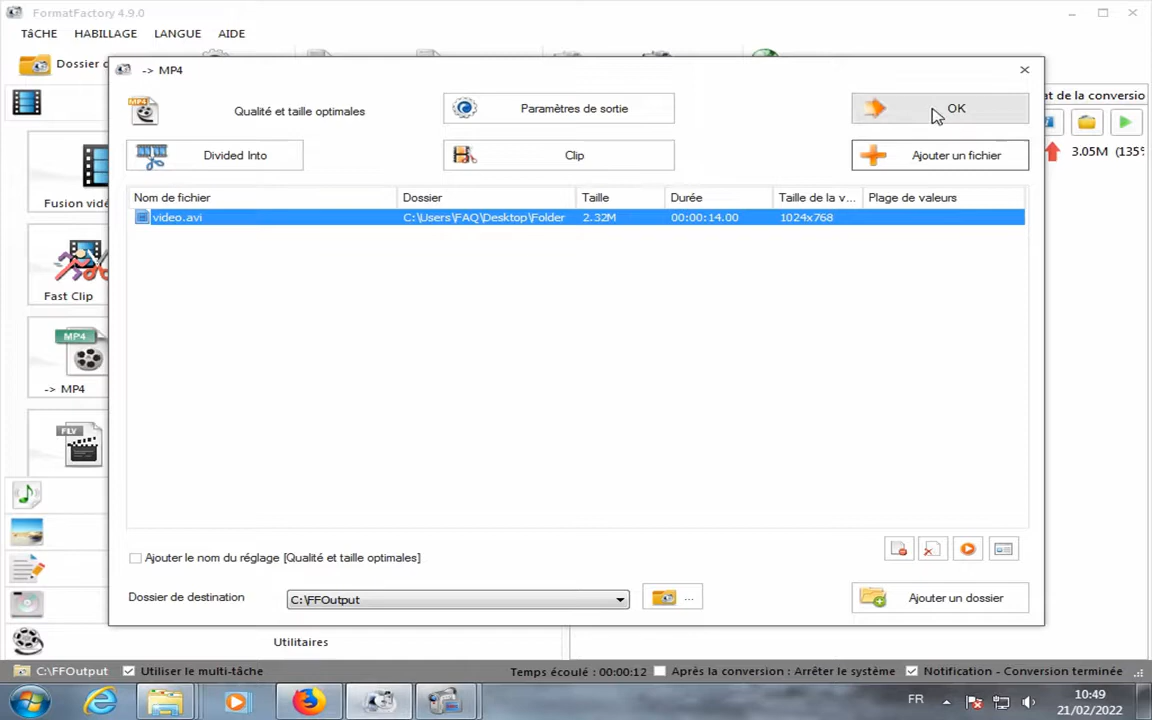 FormatFactory 4.9.0
TâCHE HABILLAGE LANGUE AIDE
Dossier
-> MP4
Qualité et taille optimales
Paramètres de sortie
OK
Divided Into
Clip
Ajouter un fichier
at de la conversio
3.05M (135%
Fusion vidé
Fast Clip
MP4
-> MP4
FLV
Nom de fichier Dossier Taille Durée Taille de la v... Plage de valeurs
video.avi C:\Users\FAQ\Desktop\Folder 2.32M 00:00:14.00 1024x768
Ajouter le nom du réglage [Qualité et taille optimales]
Dossier de destination C:\FFOutput ... Ajouter un dossier
Utilitaires
C:\FFOutput Utiliser le multi-tâche Temps écoulé : 00:00:12 Après la conversion : Arrêter le système Notification - Conversion terminée
FR
10:49
21/02/2022